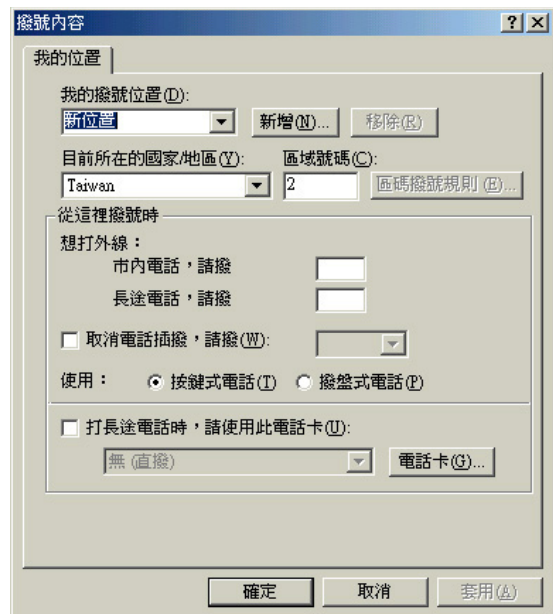 撥號內容
我的位置
我的撥號位置(D):
新位置 新增(N)... 移除(R)
目前所在的國家/地區(Y): 區域號碼(C):
Taiwan 2 區碼撥號規則 (E)...
從這裡撥號時
想打外線：
市內電話，請撥
長途電話，請撥
取消電話插撥，請撥(W):
使用： 按鍵式電話(T) 撥盤式電話(P)
打長途電話時，請使用此電話卡(U):
無 (直撥) 電話卡(G)...
確定 取消 套用(A)